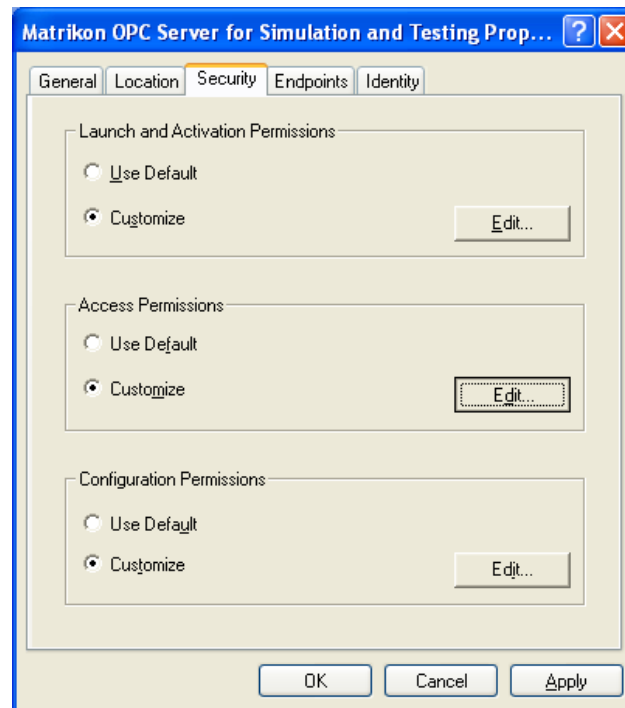 Matrikon OPC Server for Simulation and Testing Prop...
General Location Security Endpoints Identity
Launch and Activation Permissions
Use Default
Customize
Edit...
Access Permissions
Use Default
Customize
Edit...
Configuration Permissions
Use Default
Customize
Edit...
OK Cancel Apply